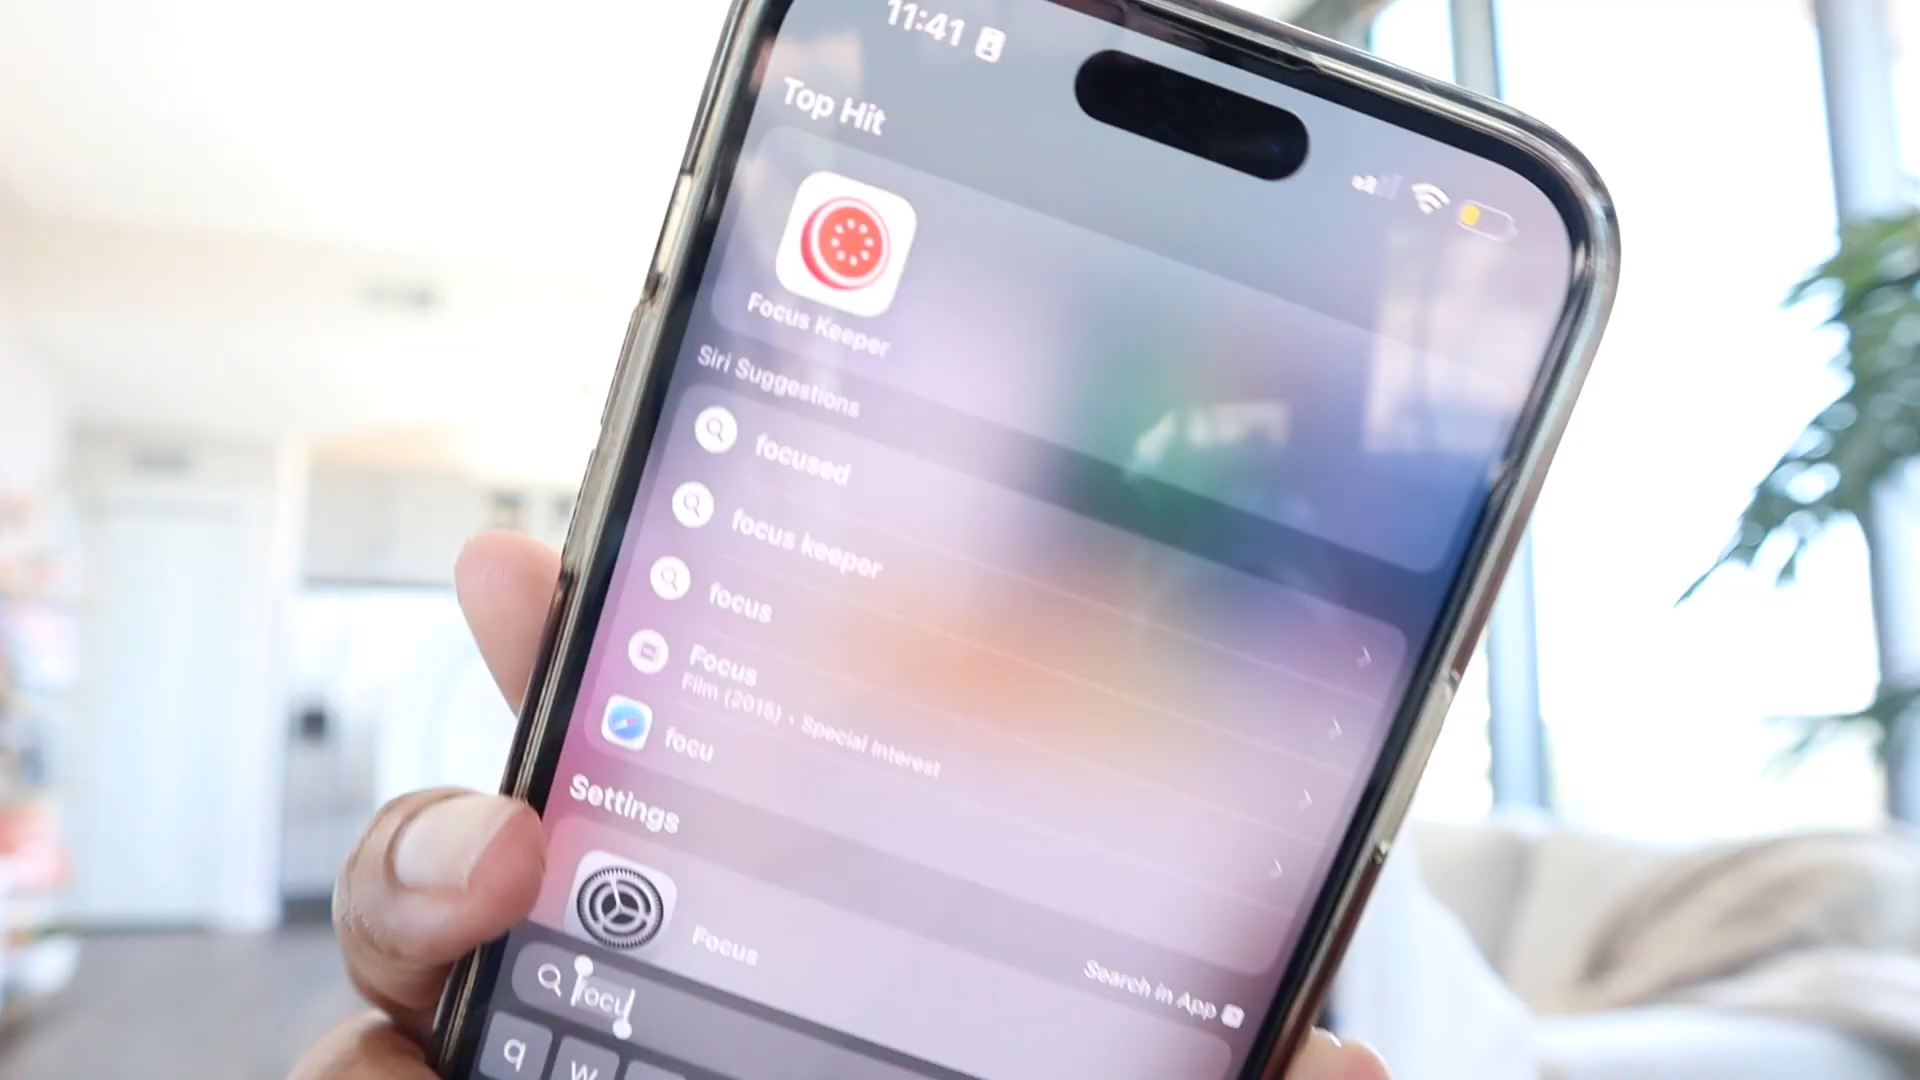 11:41
Top Hit
Focus Keeper
Siri Suggestions
focused
focus keeper
focus
Focus
Film (2015) • Special Interest
focu
Settings
Focus
Search in App
focu
q w